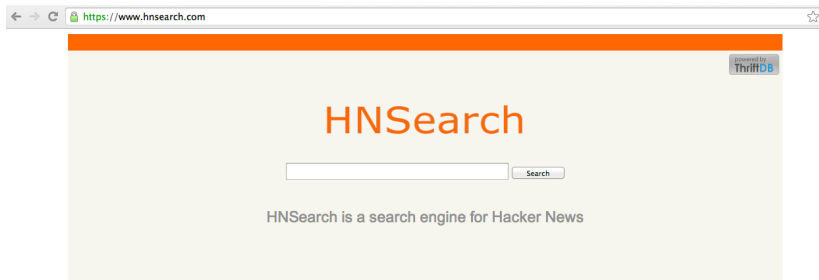 https://www.hnsearch.com
powered by
ThriftDB
HNSearch
Search
HNSearch is a search engine for Hacker News